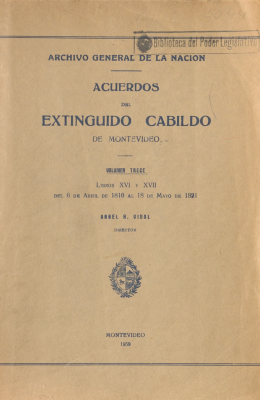 Biblioteca del Poder Legislativo
ARCHIVO GENERAL DE LA NACION
ACUERDOS
DEL
EXTINGUIDO CABILDO
DE MONTEVIDEO
VOLUMEN TRECE
LIBROS XVI Y XVII
DEL 6 DE ABRIL DE 1819 AL 18 DE MAYO DE 1821
ANGEL H. VIDAL
DIRECTOR
MONTEVIDEO